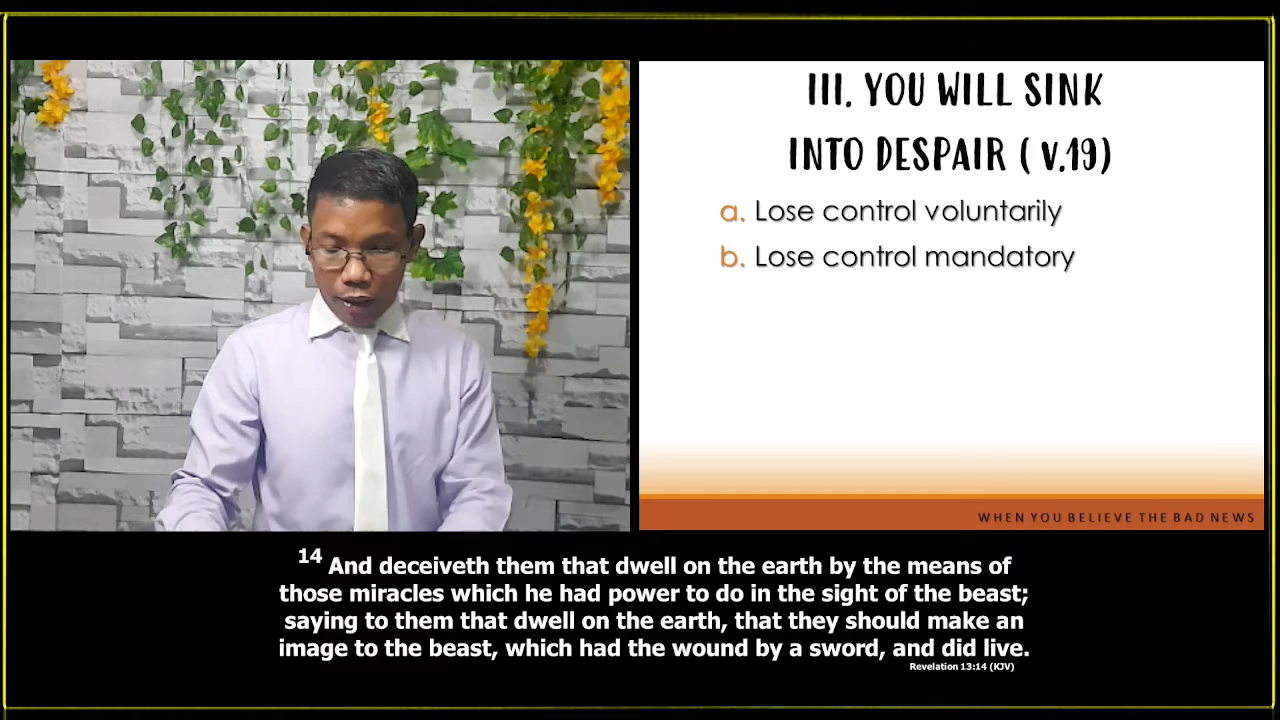 III. YOU WILL SINK
INTO DESPAIR ( V.19)
a. Lose control voluntarily
b. Lose control mandatory
WHEN YOU BELIEVE THE BAD NEWS
14 And deceiveth them that dwell on the earth by the means of
those miracles which he had power to do in the sight of the beast;
saying to them that dwell on the earth, that they should make an
image to the beast, which had the wound by a sword, and did live.
Revelation 13:14 (KJV)